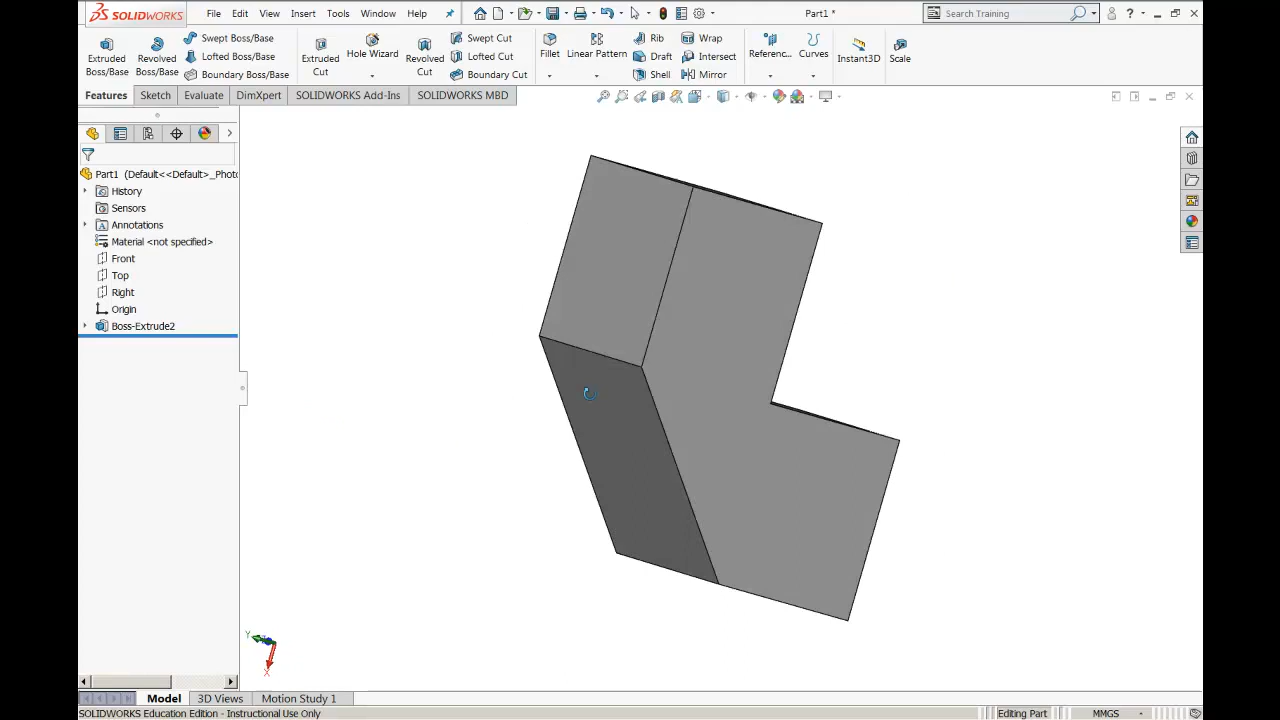 SOLIDWORKS
File Edit View Insert Tools Window Help
Part1 *
Search Training
Extruded Boss/Base
Revolved Boss/Base
Swept Boss/Base
Lofted Boss/Base
Boundary Boss/Base
Extruded Cut
Hole Wizard
Revolved Cut
Swept Cut
Lofted Cut
Boundary Cut
Fillet
Linear Pattern
Rib
Draft
Shell
Wrap
Intersect
Mirror
Referenc...
Curves
Instant3D
Scale
Features Sketch Evaluate DimXpert SOLIDWORKS Add-Ins SOLIDWORKS MBD
Part1 (Default<<Default>_Phot
History
Sensors
Annotations
Material <not specified>
Front
Top
Right
Origin
Boss-Extrude2
Y
X
Model 3D Views Motion Study 1
SOLIDWORKS Education Edition - Instructional Use Only
Editing Part
MMGS